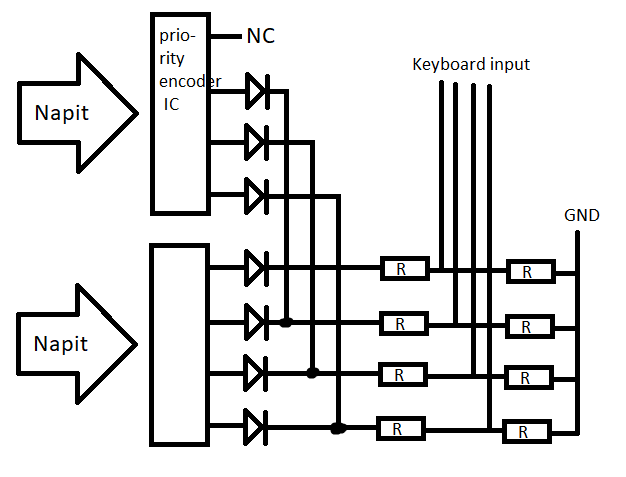 prio-
rity
encoder
IC
NC
Napit
Keyboard input
GND
Napit
R
R
R
R
R
R
R
R